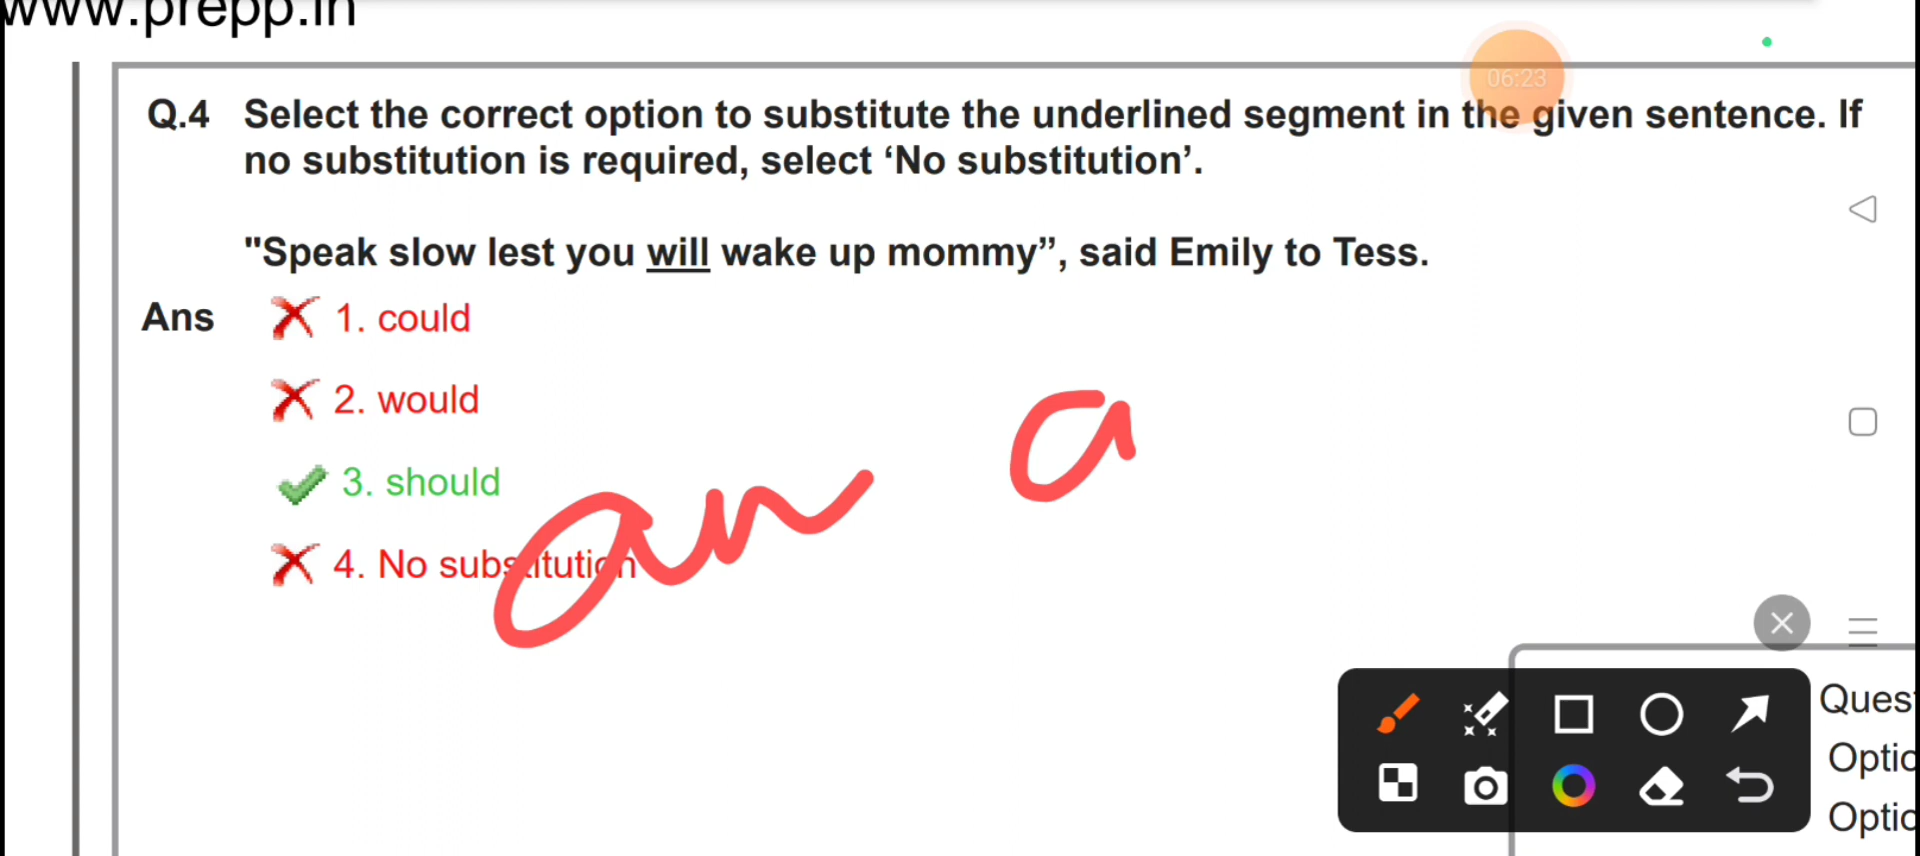 www.prepp.in
06:23
Q.4 Select the correct option to substitute the underlined segment in the given sentence. If
no substitution is required, select ‘No substitution’.
"Speak slow lest you will wake up mommy”, said Emily to Tess.
Ans 1. could
2. would
3. should
4. No substitution
an a
Ques
Optio
Optio